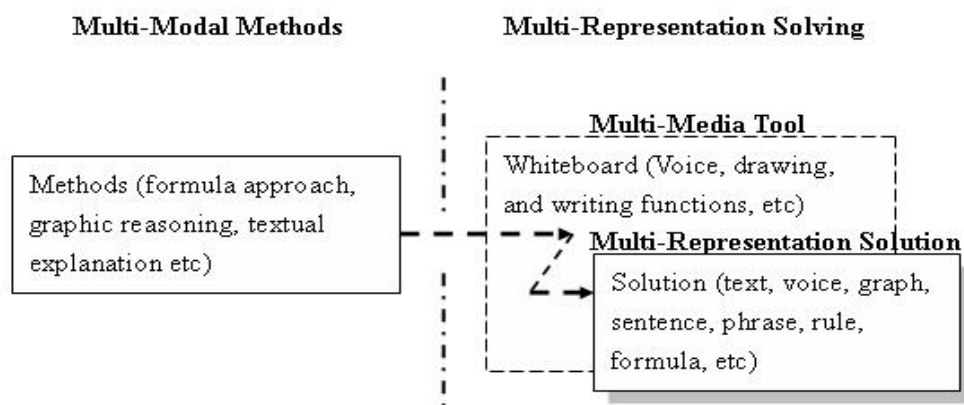 Multi-Modal Methods
Multi-Representation Solving
Methods (formula approach,
graphic reasoning, textual
explanation etc)
Multi-Media Tool
Whiteboard (Voice, drawing,
and writing functions, etc)
Multi-Representation Solution
Solution (text, voice, graph,
sentence, phrase, rule,
formula, etc)